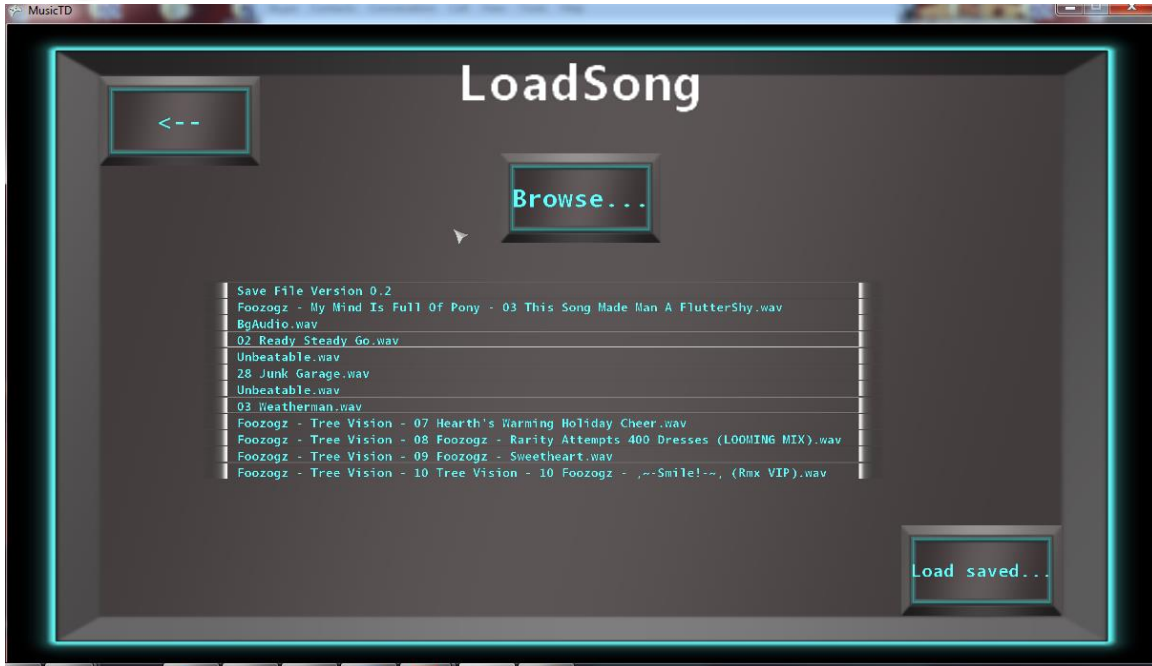 MusicTD
LoadSong
<--
Browse...
Save File Version 0.2
Foozogz - My Mind Is Full Of Pony - 03 This Song Made Man A FlutterShy.wav
BgAudio.wav
02 Ready Steady Go.wav
Unbeatable.wav
28 Junk Garage.wav
Unbeatable.wav
03 Weatherman.wav
Foozogz - Tree Vision - 07 Hearth's Warming Holiday Cheer.wav
Foozogz - Tree Vision - 08 Foozogz - Rarity Attempts 400 Dresses (LOOMING MIX).wav
Foozogz - Tree Vision - 09 Foozogz - Sweetheart.wav
Foozogz - Tree Vision - 10 Tree Vision - 10 Foozogz - ,~-Smile!-~, (Rmx VIP).wav
Load saved...